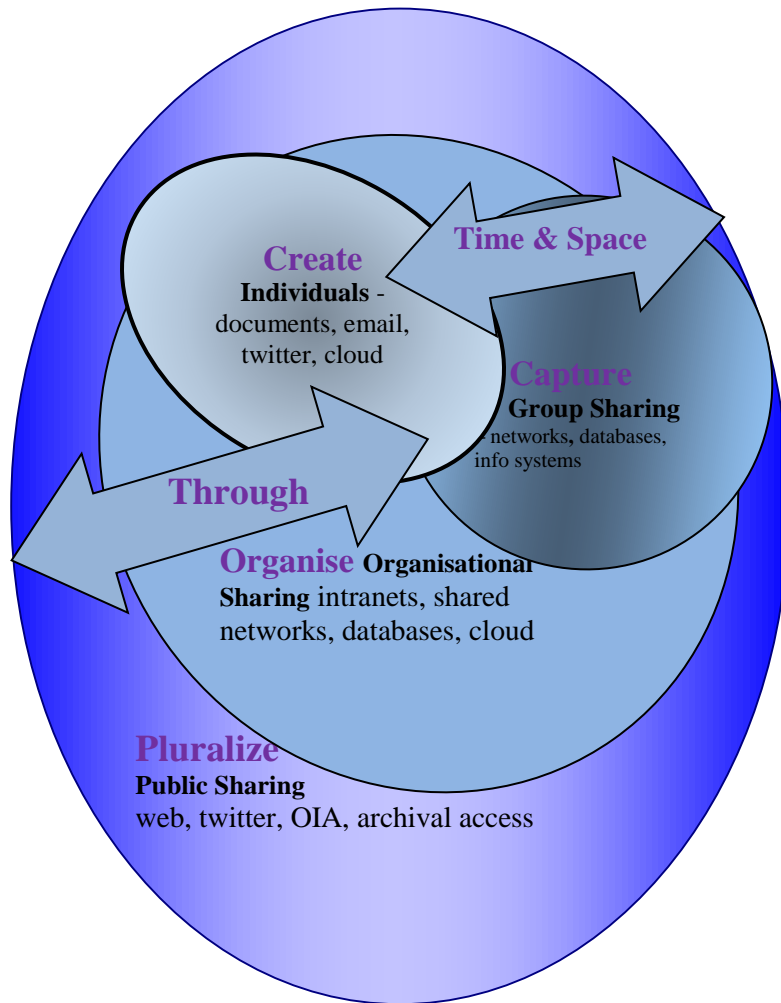 Time & Space
Create
Individuals -
documents, email,
twitter, cloud
Capture
Group Sharing
- networks, databases,
info systems
Through
Organise Organisational
Sharing intranets, shared
networks, databases, cloud
Pluralize
Public Sharing
web, twitter, OIA, archival access